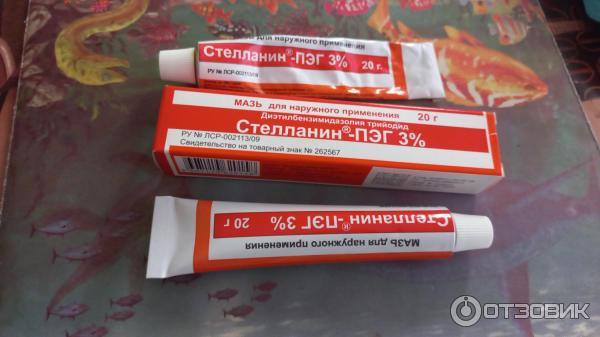 Мазь для наружного применения
Стелланин®-ПЭГ 3% 20 г.
РУ № ЛСР-002113/09
МАЗЬ для наружного применения 20 г
Диэтилбензимидазолия трийодид
Стелланин®-ПЭГ 3%
РУ № ЛСР-002113/09
Свидетельство на товарный знак № 262567
МАЗЬ для наружного применения
Стелланин®-ПЭГ 3% 20 г
ОТЗОВИК